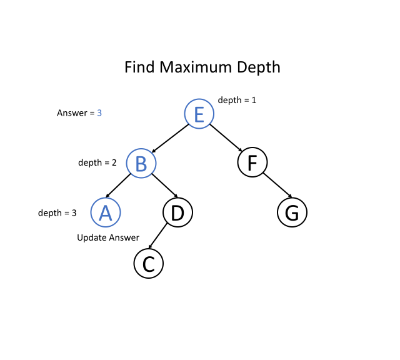 Find Maximum Depth
depth = 1
Answer = 3
E
depth = 2
B
F
depth = 3
A
D
G
Update Answer
C